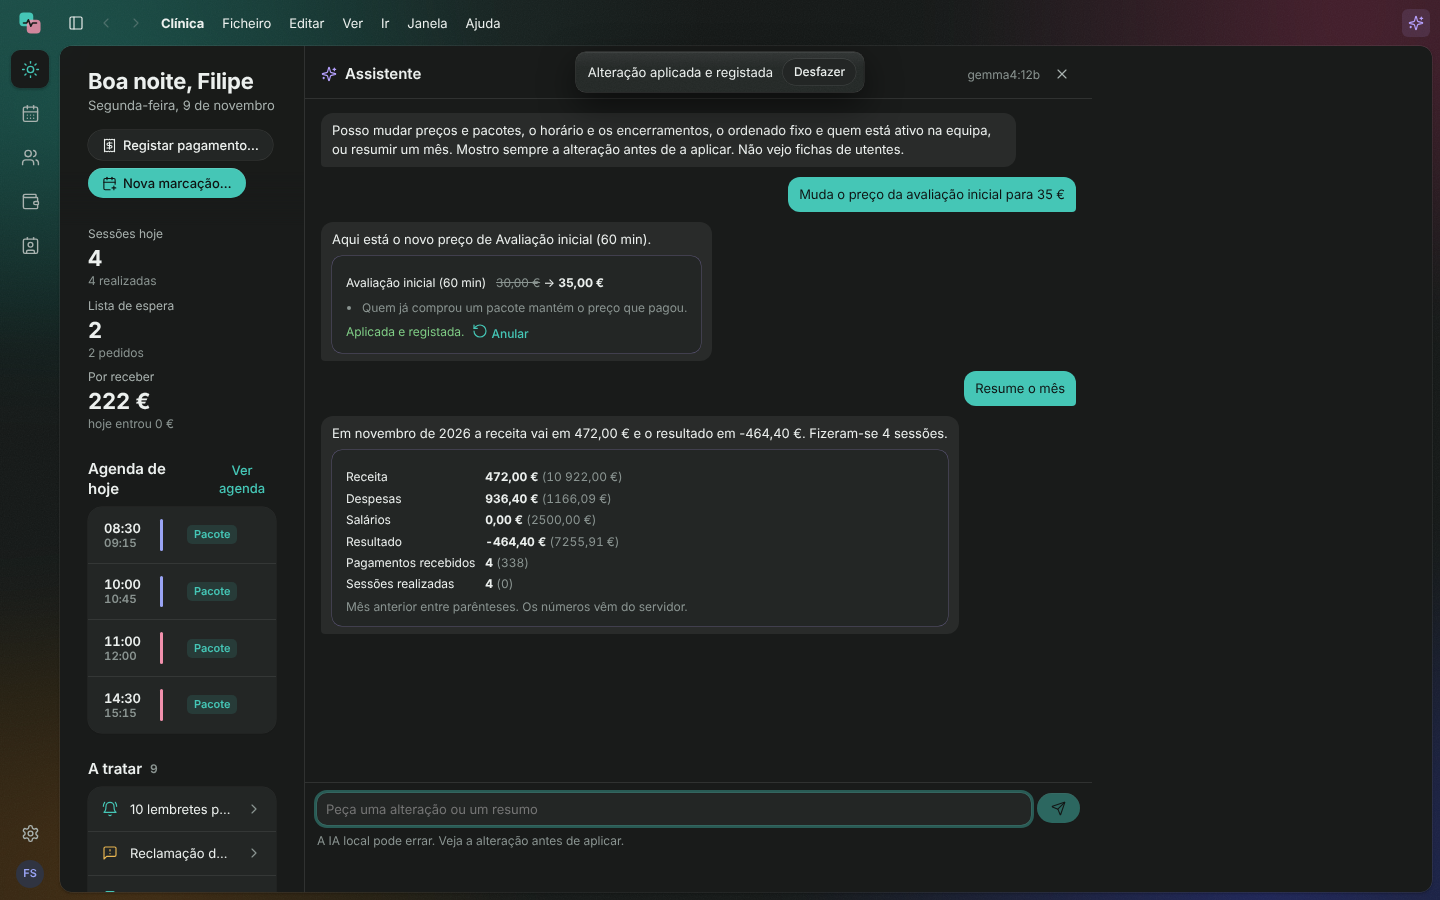 Clínica Ficheiro Editar Ver Ir Janela Ajuda
Boa noite, Filipe
Segunda-feira, 9 de novembro
Registar pagamento...
Nova marcação...
Sessões hoje
4
4 realizadas
Lista de espera
2
2 pedidos
Por receber
222 €
hoje entrou 0 €
Agenda de hoje
Ver agenda
08:30
09:15
Pacote
10:00
10:45
Pacote
11:00
12:00
Pacote
14:30
15:15
Pacote
A tratar 9
10 lembretes p...
Reclamação d...
FS
Assistente
Alteração aplicada e registada Desfazer
gemma4:12b
Posso mudar preços e pacotes, o horário e os encerramentos, o ordenado fixo e quem está ativo na equipa,
ou resumir um mês. Mostro sempre a alteração antes de a aplicar. Não vejo fichas de utentes.
Muda o preço da avaliação inicial para 35 €
Aqui está o novo preço de Avaliação inicial (60 min).
Avaliação inicial (60 min) 30,00 € → 35,00 €
• Quem já comprou um pacote mantém o preço que pagou.
Aplicada e registada. Anular
Resume o mês
Em novembro de 2026 a receita vai em 472,00 € e o resultado em -464,40 €. Fizeram-se 4 sessões.
Receita 472,00 € (10 922,00 €)
Despesas 936,40 € (1166,09 €)
Salários 0,00 € (2500,00 €)
Resultado -464,40 € (7255,91 €)
Pagamentos recebidos 4 (338)
Sessões realizadas 4 (0)
Mês anterior entre parênteses. Os números vêm do servidor.
Peça uma alteração ou um resumo
A IA local pode errar. Veja a alteração antes de aplicar.